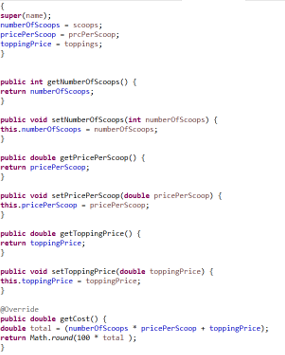 {
super(name);
numberOfScoops = scoops;
pricePerScoop = prcPerScoop;
toppingPrice = toppings;
}
public int getNumberOfScoops() {
return numberOfScoops;
}
public void setNumberOfScoops(int numberOfScoops) {
this.numberOfScoops = numberOfScoops;
}
public double getPricePerScoop() {
return pricePerScoop;
}
public void setPricePerScoop(double pricePerScoop) {
this.pricePerScoop = pricePerScoop;
}
public double getToppingPrice() {
return toppingPrice;
}
public void setToppingPrice(double toppingPrice) {
this.toppingPrice = toppingPrice;
}
@Override
public double getCost() {
double total = (numberOfScoops * pricePerScoop + toppingPrice);
return Math.round(100 * total );
}